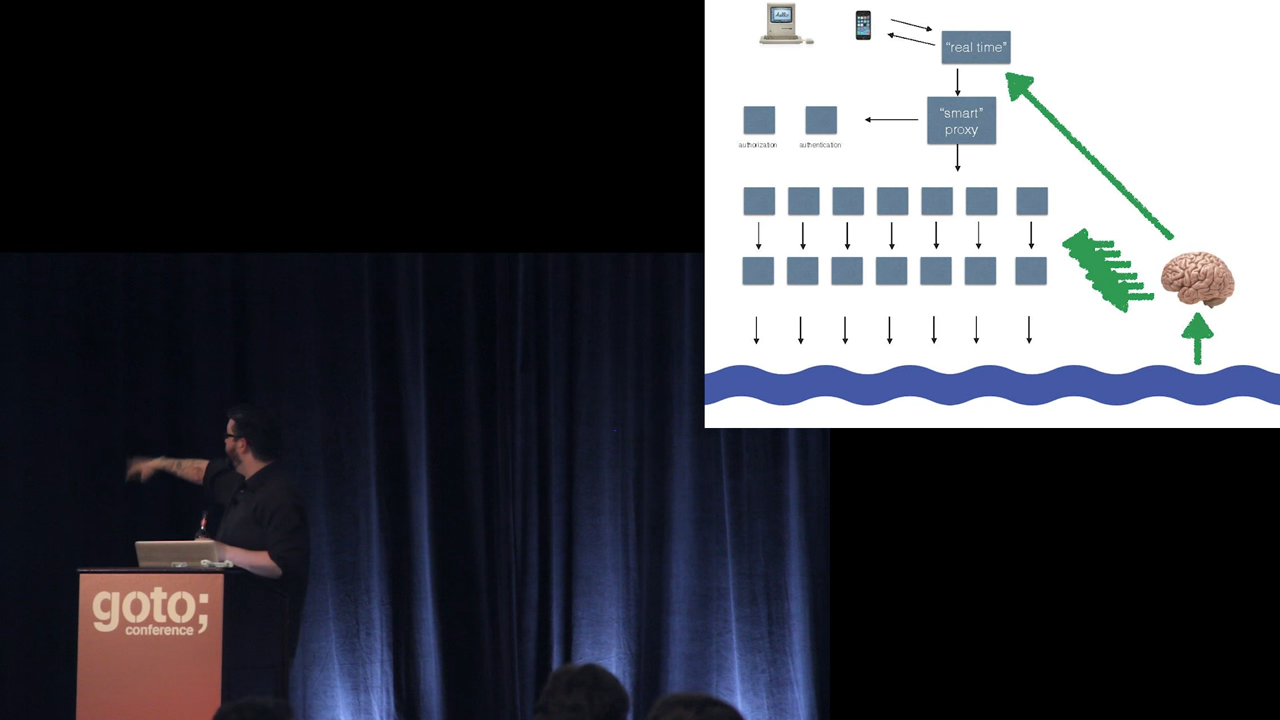 "real time"
"smart"
proxy
authorization
authentication
goto;
conference